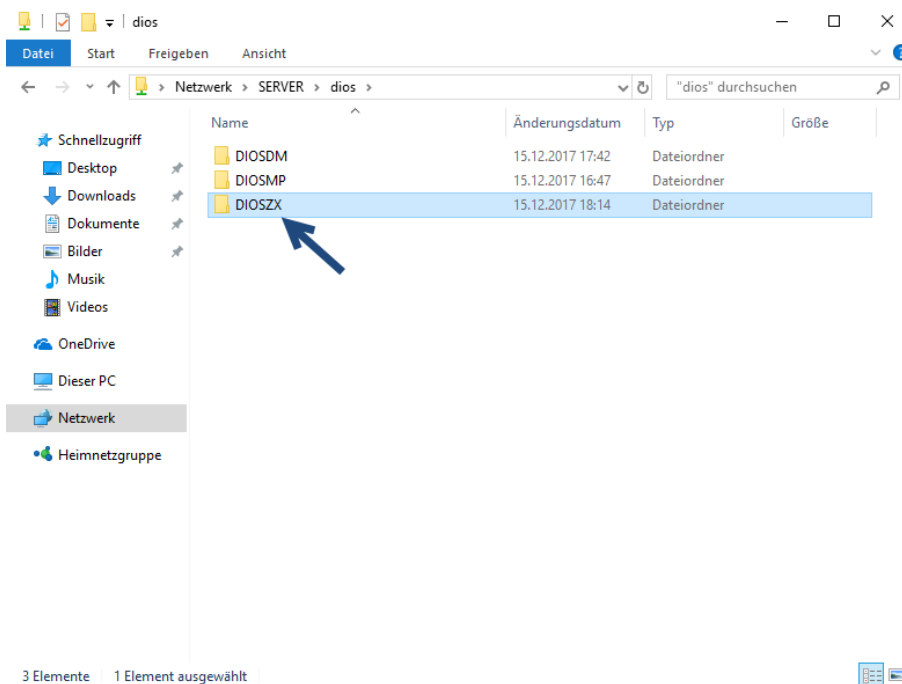 dios
Datei Start Freigeben Ansicht
Netzwerk > SERVER > dios >
"dios" durchsuchen
Name Änderungsdatum Typ Größe
Schnellzugriff
Desktop
Downloads
Dokumente
Bilder
Musik
Videos
OneDrive
Dieser PC
Netzwerk
Heimnetzgruppe
DIOSDM 15.12.2017 17:42 Dateiordner
DIOSMP 15.12.2017 16:47 Dateiordner
DIOSZX 15.12.2017 18:14 Dateiordner
3 Elemente 1 Element ausgewählt